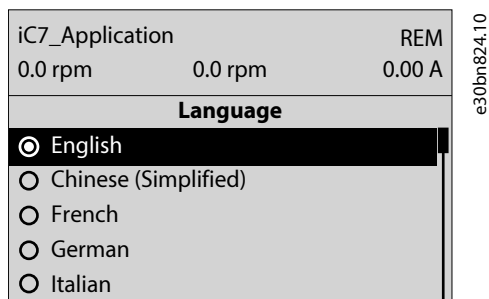 iC7_Application REM
0.0 rpm 0.0 rpm 0.00 A
Language
English
Chinese (Simplified)
French
German
Italian
e30bn824.10